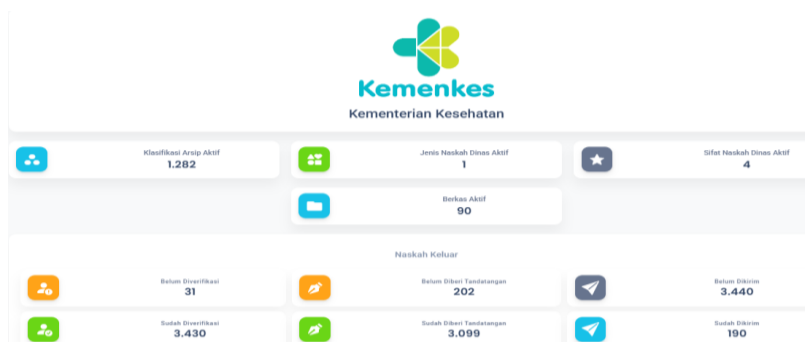 Kemenkes
Kementerian Kesehatan
Klasifikasi Arsip Aktif
1.282
Jenis Naskah Dinas Aktif
1
Sifat Naskah Dinas Aktif
4
Berkas Aktif
90
Naskah Keluar
Belum Diverifikasi
31
Belum Diberi Tandatangan
202
Belum Dikirim
3.440
Sudah Diverifikasi
3.430
Sudah Diberi Tandatangan
3.099
Sudah Dikirim
190